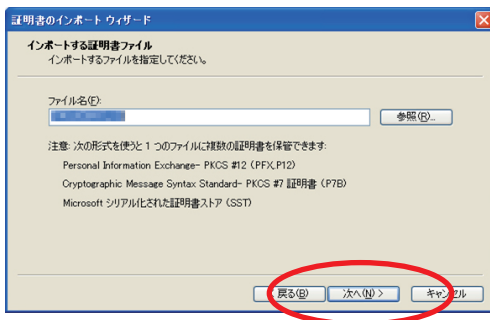 証明書のインポート ウィザード
インポートする証明書ファイル
インポートするファイルを指定してください。
ファイル名(F):
参照(R)...
注意: 次の形式を使うと 1 つのファイルに複数の証明書を保管できます:
Personal Information Exchange- PKCS #12 (PFX,P12)
Cryptographic Message Syntax Standard- PKCS #7 証明書 (P7B)
Microsoft シリアル化された証明書ストア (SST)
< 戻る(B) 次へ(N) > キャンセル